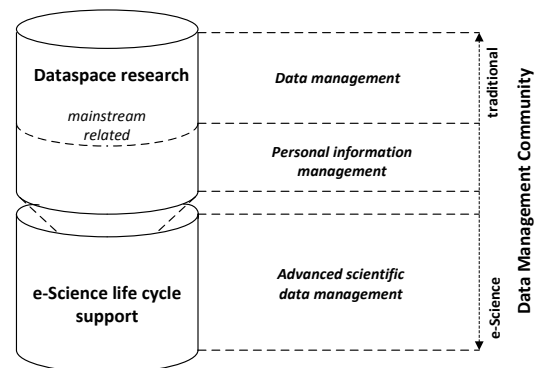 Dataspace research
mainstream
related
e-Science life cycle
support
Data management
Personal information
management
Advanced scientific
data management
traditional
e-Science
Data Management Community